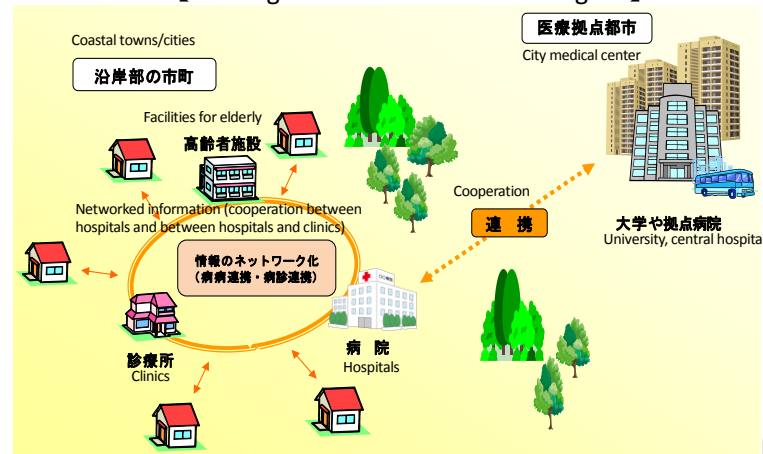 Coastal towns/cities
沿岸部の市町
医療拠点都市
City medical center
Facilities for elderly
高齢者施設
Networked information (cooperation between
hospitals and between hospitals and clinics)
情報のネットワーク化
(病病連携・病診連携)
Cooperation
連 携
大学や拠点病院
University, central hospita
診療所
Clinics
病 院
Hospitals